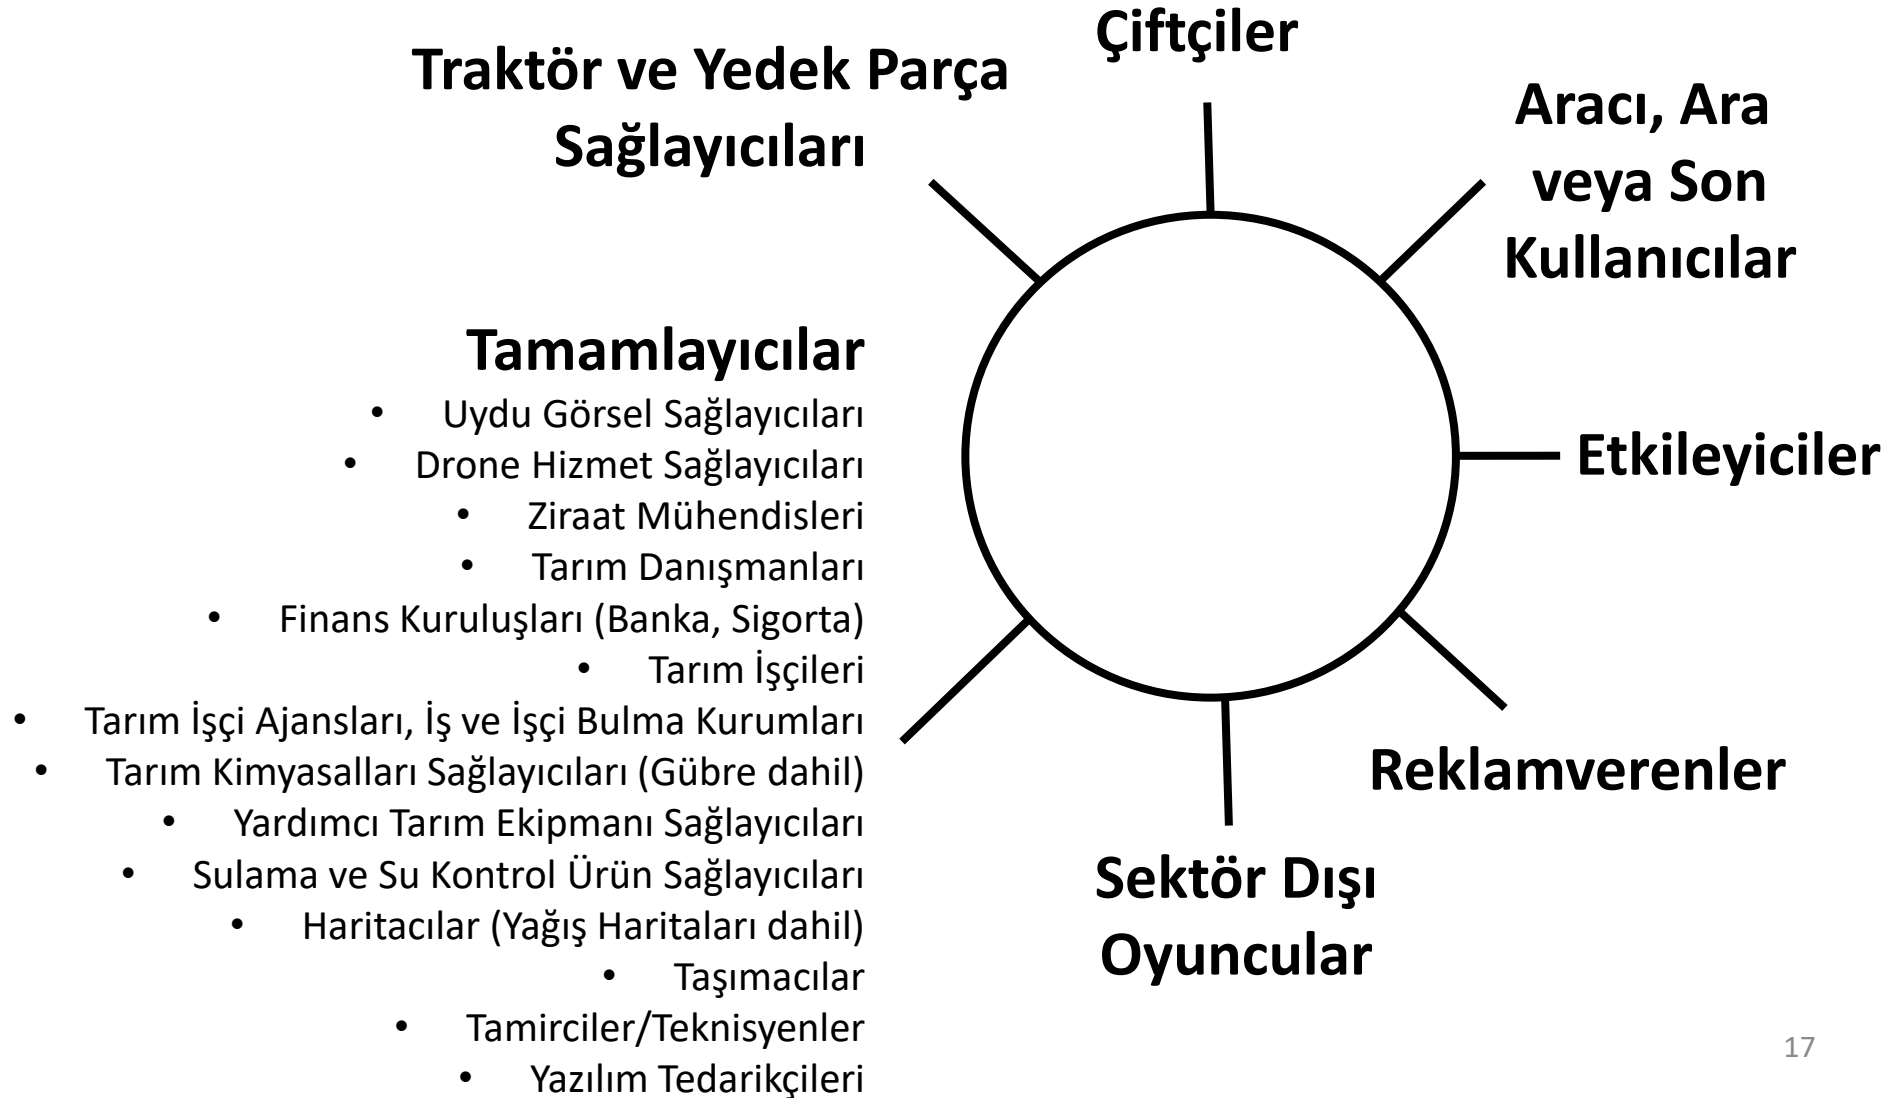 Çiftçiler
Traktör ve Yedek Parça
Sağlayıcıları
Aracı, Ara
veya Son
Kullanıcılar
Tamamlayıcılar
• Uydu Görsel Sağlayıcıları
• Drone Hizmet Sağlayıcıları
• Ziraat Mühendisleri
• Tarım Danışmanları
• Finans Kuruluşları (Banka, Sigorta)
• Tarım İşçileri
• Tarım İşçi Ajansları, İş ve İşçi Bulma Kurumları
• Tarım Kimyasalları Sağlayıcıları (Gübre dahil)
• Yardımcı Tarım Ekipmanı Sağlayıcıları
• Sulama ve Su Kontrol Ürün Sağlayıcıları
• Haritacılar (Yağış Haritaları dahil)
• Taşımacılar
• Tamirciler/Teknisyenler
• Yazılım Tedarikçileri
Etkileyiciler
Reklamverenler
Sektör Dışı
Oyuncular
17